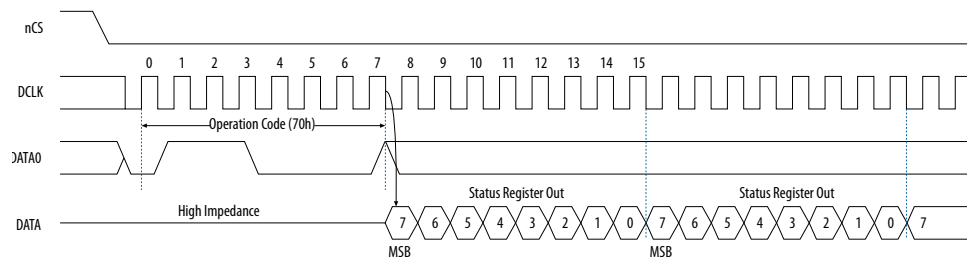 nCS
0 1 2 3 4 5 6 7 8 9 10 11 12 13 14 15
DCLK
Operation Code (70h)
DATA0
Status Register Out Status Register Out
High Impedance
DATA 7 6 5 4 3 2 1 0 7 6 5 4 3 2 1 0 7
MSB MSB